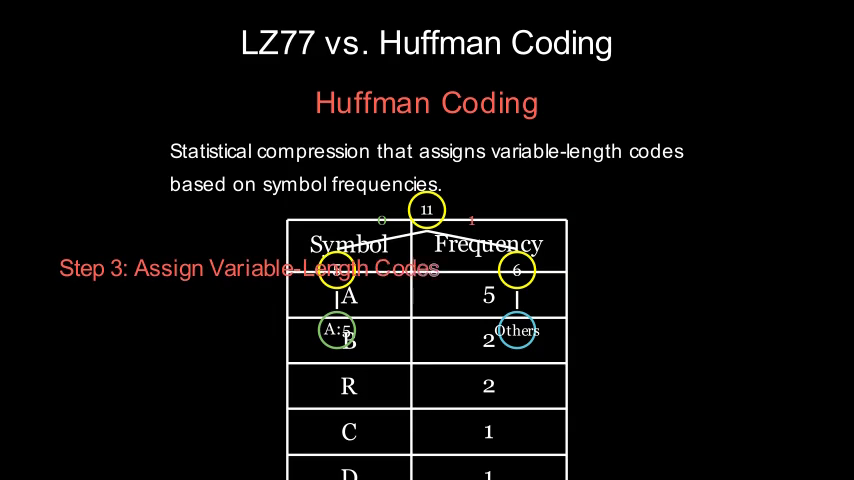 LZ77 vs. Huffman Coding
Huffman Coding
Statistical compression that assigns variable-length codes
based on symbol frequencies.
11
0 1
Symbol Frequency
Step 3: Assign Variable-Length Codes
5 6
A 5
A:5 Others
B 2
R 2
C 1
D 1